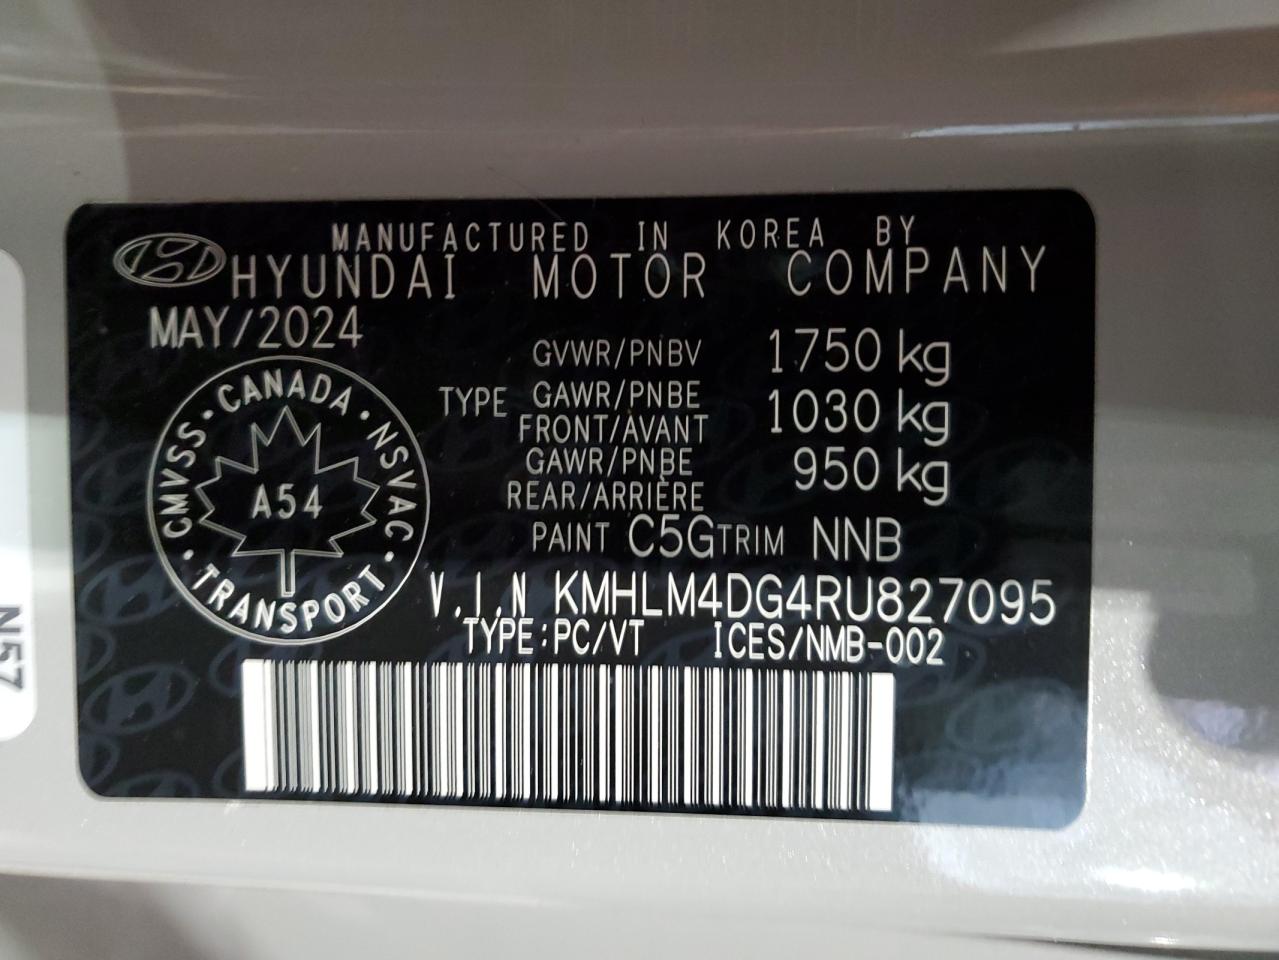 MANUFACTURED IN KOREA BY
HYUNDAI MOTOR COMPANY
MAY/2024
GVWR/PNBV 1750 kg
TYPE GAWR/PNBE 1030 kg
FRONT/AVANT
GAWR/PNBE 950 kg
REAR/ARRIÈRE
PAINT C5G TRIM NNB
V.I.N KMHLM4DG4RU827095
TYPE:PC/VT ICES/NMB-002
CANADA
CMVSS · NSVAC
A54
TRANSPORT
N57